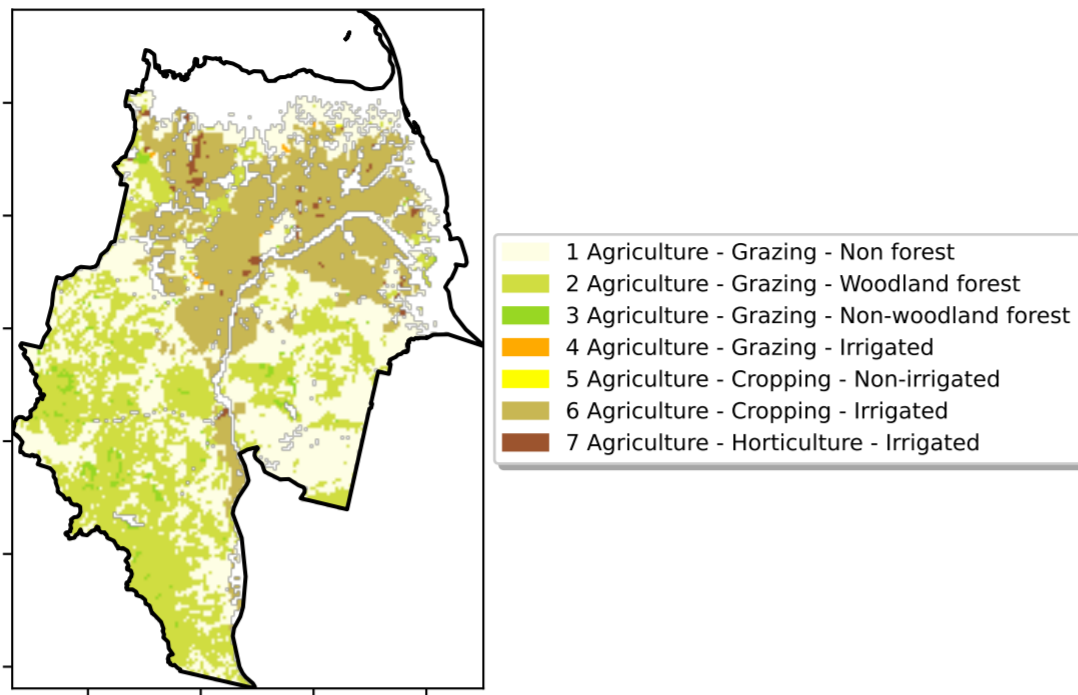 1 Agriculture - Grazing - Non forest
2 Agriculture - Grazing - Woodland forest
3 Agriculture - Grazing - Non-woodland forest
4 Agriculture - Grazing - Irrigated
5 Agriculture - Cropping - Non-irrigated
6 Agriculture - Cropping - Irrigated
7 Agriculture - Horticulture - Irrigated